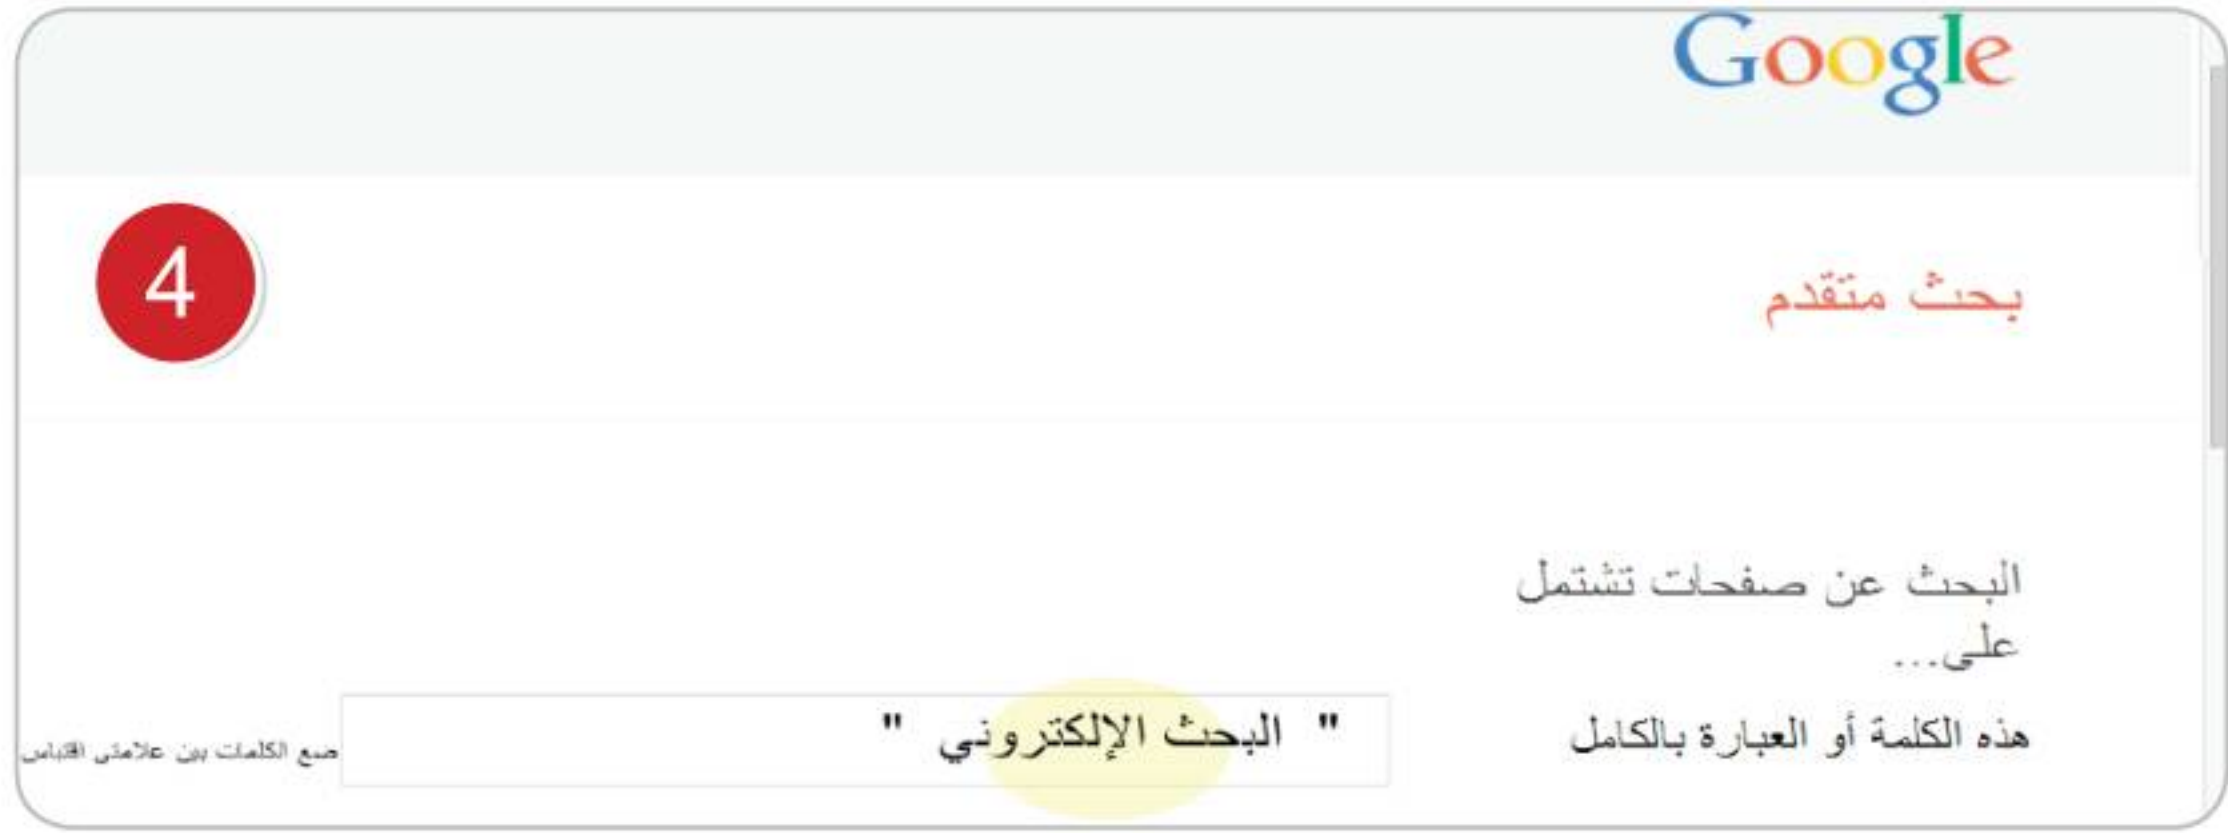 Google
4
بحث متقدم
البحث عن صفحات تشتمل
على...
هذه الكلمة أو العبارة بالكامل
" البحث الإلكتروني "
ضع الكلمات بين علامتي اقتباس